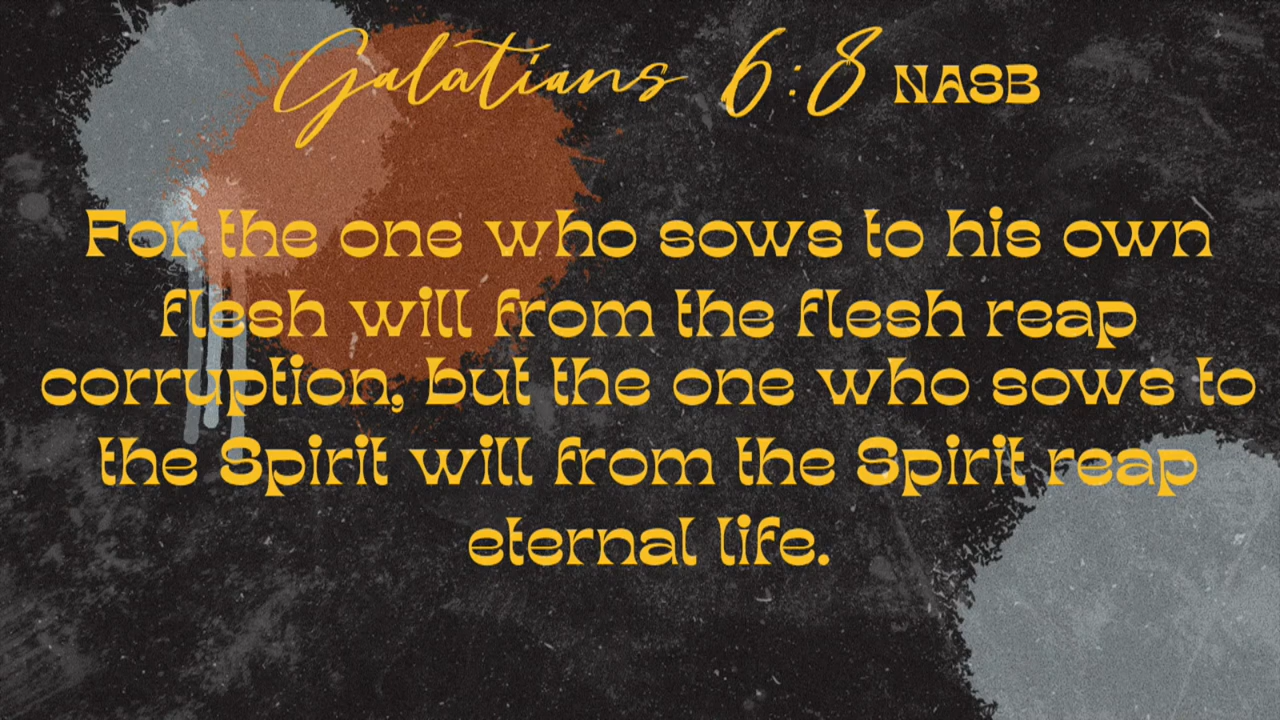 Galatians 6:8 NASB
For the one who sows to his own
flesh will from the flesh reap
corruption, but the one who sows to
the Spirit will from the Spirit reap
eternal life.